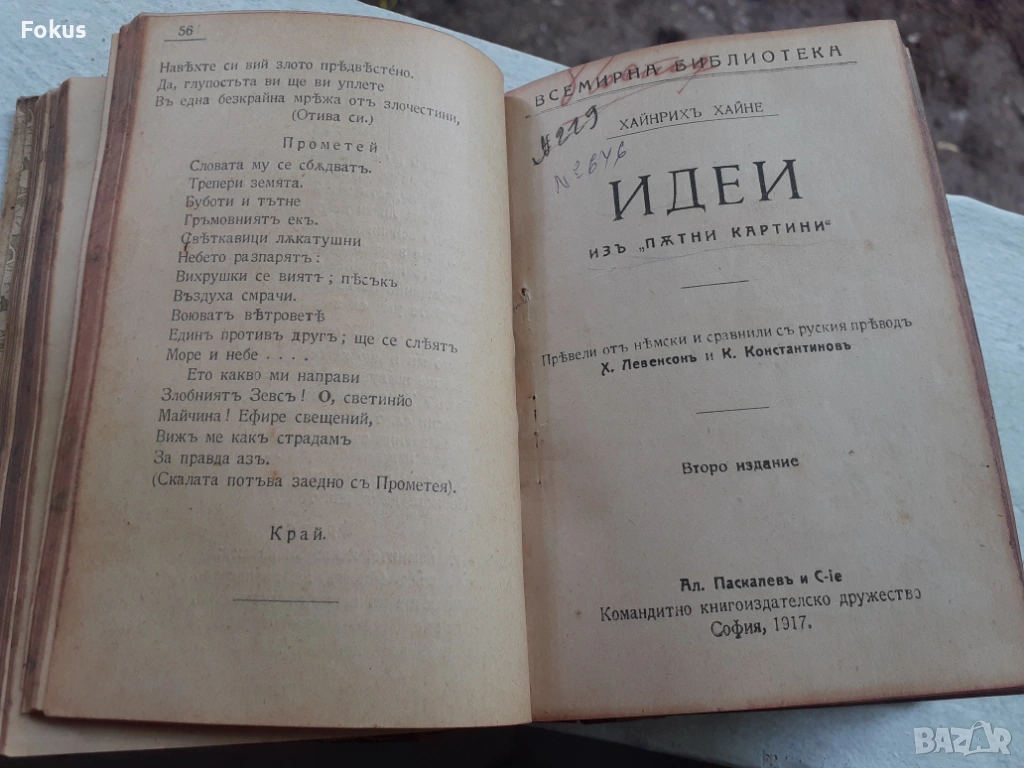 Fokus
56
Навѣхте си вий злото прѣдвѣстено.
Да, глупостьта ви ще ви уплете
Въ една безкрайна мрѣжа отъ злочестини,
(Отива си.)
Прометей
Словата му се сбѫдватъ.
Трепери земята.
Буботи и тътне
Гръмовниятъ екъ.
Свѣткавици лѫкатушни
Небето разпарятъ:
Вихрушки се виятъ; пѣсъкъ
Въздуха смрачи.
Воюватъ вѣтроветѣ
Единъ противъ другъ; ще се слѣятъ
Море и небе . . . .
Ето какво ми направи
Злобниятъ Зевсъ! О, светинйо
Майчина! Ефире свещений,
Вижъ ме какъ страдамъ
За правда азъ.
(Скалата потъва заедно съ Прометея).
Край.
ВСЕМИРНА БИБЛИОТЕКА
ХАЙНРИХЪ ХАЙНЕ
№229
№2646
ИДЕИ
ИЗЪ „ПѪТНИ КАРТИНИ“
Прѣвели отъ нѣмски и сравнили съ руския прѣводъ
Х. Левенсонъ и К. Константиновъ
Второ издание
Ал. Паскалевъ и С-ie
Командитно книгоиздателско дружество
София, 1917.
BAZAR